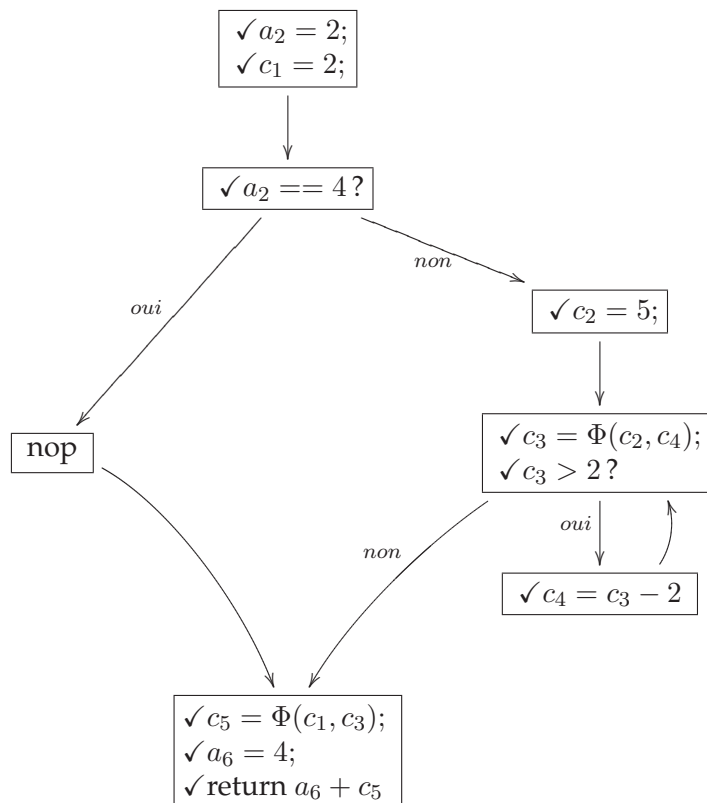 ✓a₂ = 2;
✓c₁ = 2;
✓a₂ == 4 ?
non
oui
✓c₂ = 5;
nop
✓c₃ = Φ(c₂, c₄);
✓c₃ > 2 ?
non
oui
✓c₄ = c₃ − 2
✓c₅ = Φ(c₁, c₃);
✓a₆ = 4;
✓return a₆ + c₅